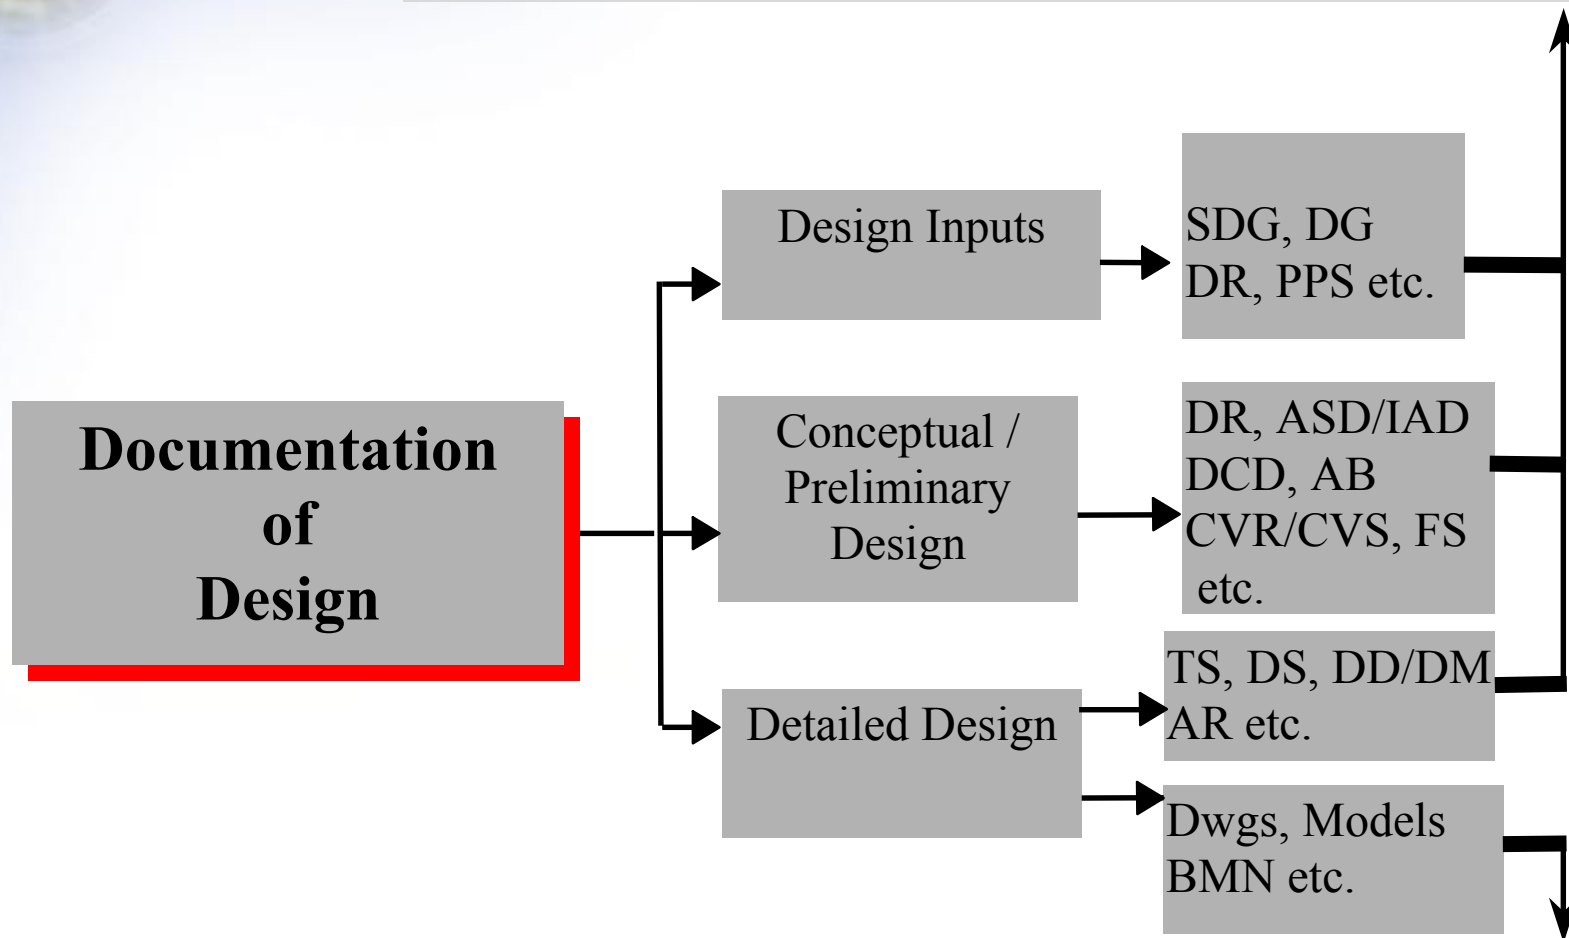 Documentation
of
Design
Design Inputs
SDG, DG
DR, PPS etc.
Conceptual /
Preliminary
Design
DR, ASD/IAD
DCD, AB
CVR/CVS, FS
etc.
Detailed Design
TS, DS, DD/DM
AR etc.
Dwgs, Models
BMN etc.